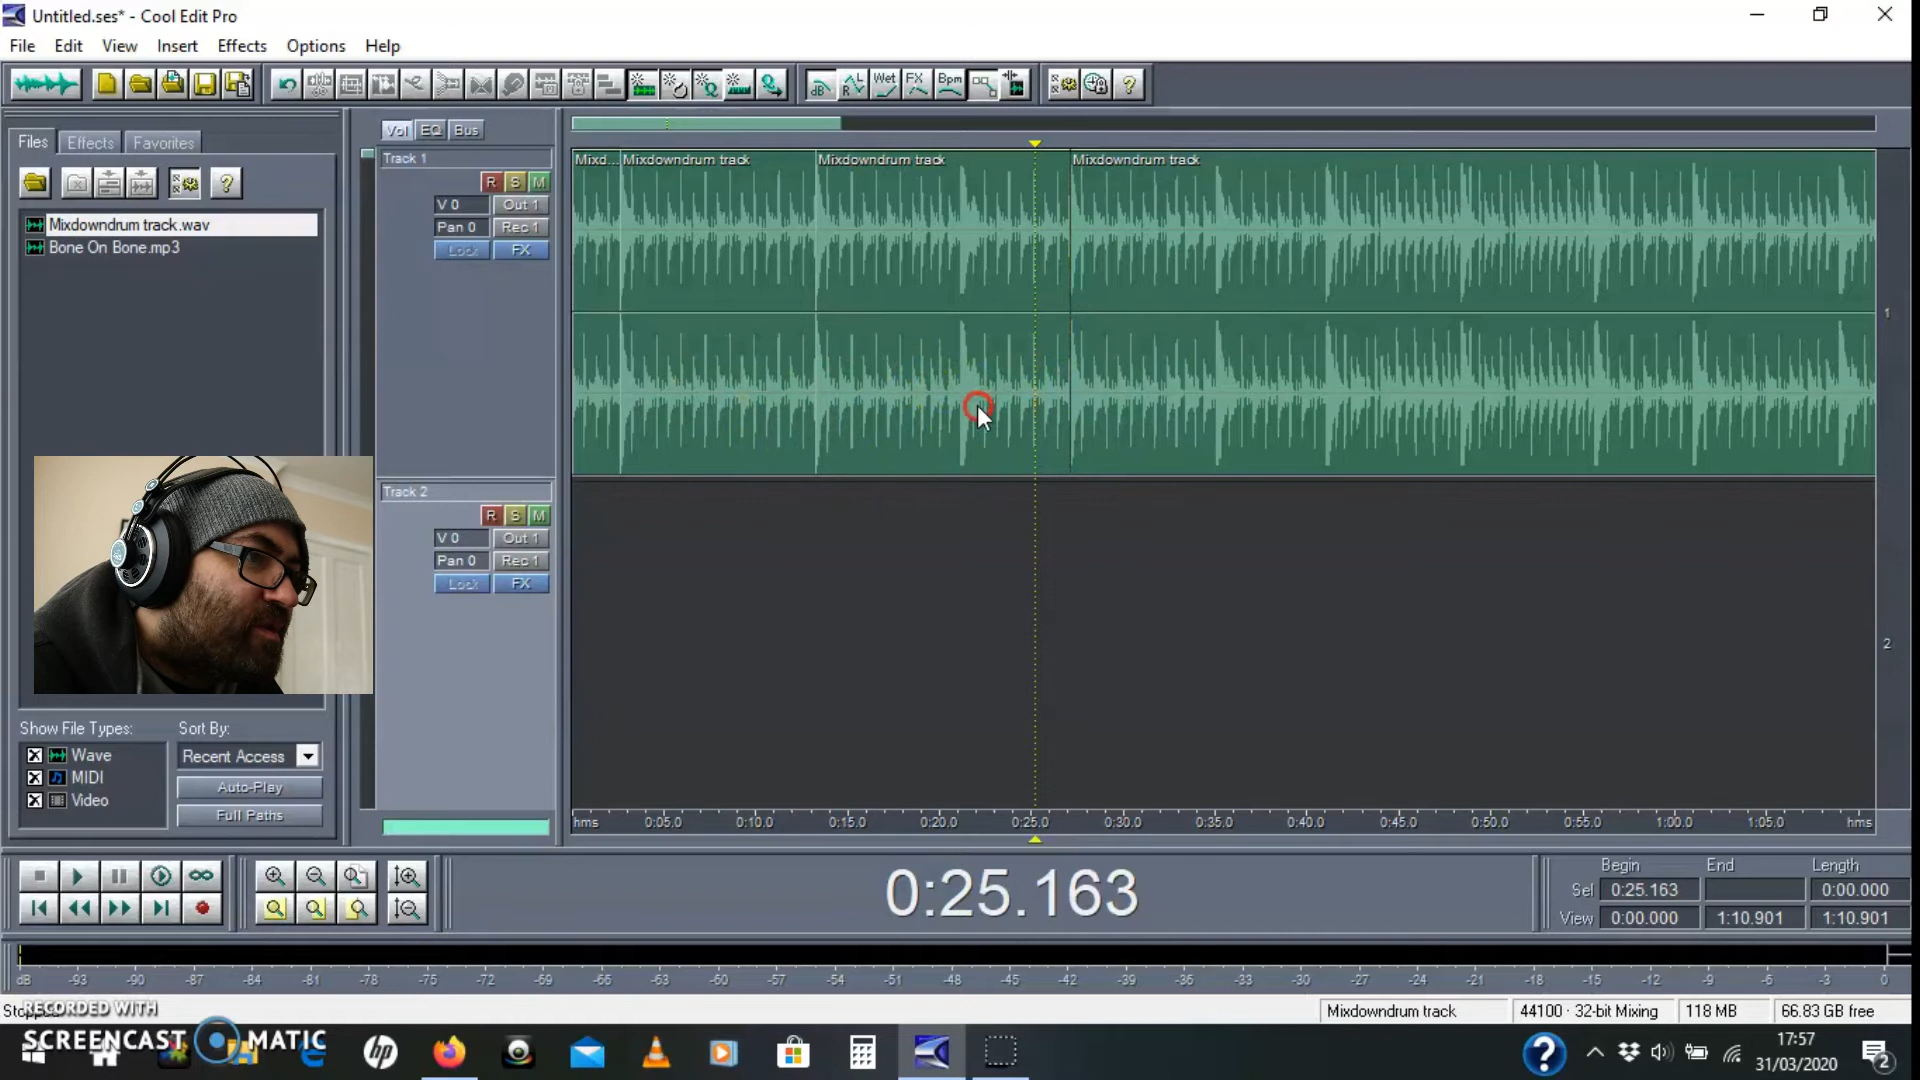 Untitled.ses* - Cool Edit Pro
File Edit View Insert Effects Options Help
Wet FX Bpm
dB L R
Files Effects Favorites
Vol EQ Bus
Mixdowndrum track.wav
Bone On Bone.mp3
Track 1
R S M
V 0 Out 1
Pan 0 Rec 1
Lock FX
Mixd... Mixdowndrum track Mixdowndrum track Mixdowndrum track
1
Track 2
R S M
V 0 Out 1
Pan 0 Rec 1
Lock FX
2
Show File Types: Sort By:
Wave Recent Access
MIDI Auto-Play
Video Full Paths
hms 0:05.0 0:10.0 0:15.0 0:20.0 0:25.0 0:30.0 0:35.0 0:40.0 0:45.0 0:50.0 0:55.0 1:00.0 1:05.0 hms
0:25.163
Begin End Length
Sel 0:25.163 0:00.000
View 0:00.000 1:10.901 1:10.901
dB -93 -90 -87 -84 -81 -78 -75 -72 -69 -66 -63 -60 -57 -54 -51 -48 -45 -42 -39 -36 -33 -30 -27 -24 -21 -18 -15 -12 -9 -6 -3 0
Mixdowndrum track 44100 · 32-bit Mixing 118 MB 66.83 GB free
RECORDED WITH
SCREENCAST MATIC
hp
17:57
31/03/2020
2